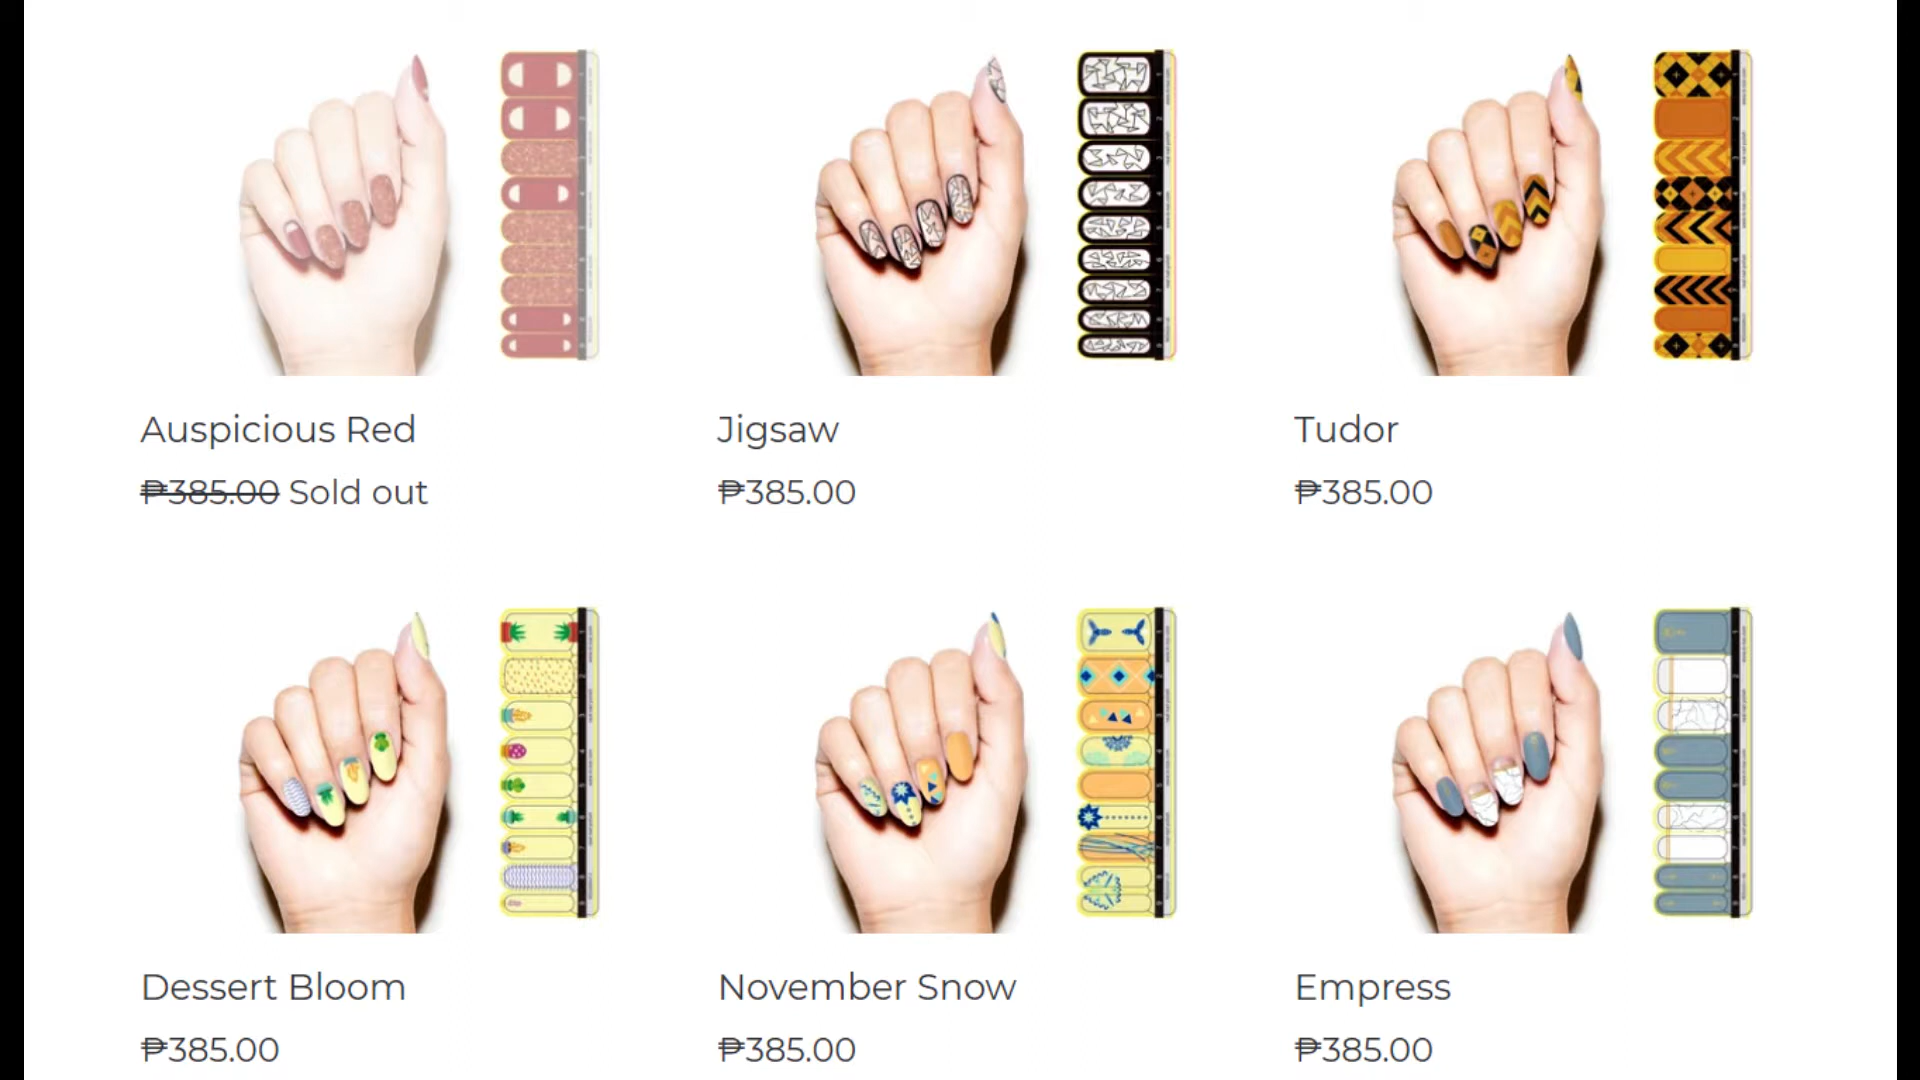 Auspicious Red
₱385.00 Sold out
Jigsaw
₱385.00
Tudor
₱385.00
Dessert Bloom
₱385.00
November Snow
₱385.00
Empress
₱385.00